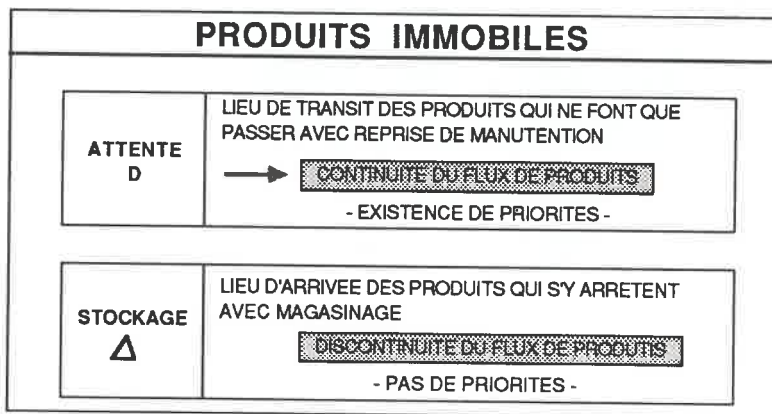 PRODUITS IMMOBILES
ATTENTE
D
LIEU DE TRANSIT DES PRODUITS QUI NE FONT QUE
PASSER AVEC REPRISE DE MANUTENTION
CONTINUITE DU FLUX DE PRODUITS
- EXISTENCE DE PRIORITES -
STOCKAGE
Δ
LIEU D'ARRIVEE DES PRODUITS QUI S'Y ARRETENT
AVEC MAGASINAGE
DISCONTINUITE DU FLUX DE PRODUTIS
- PAS DE PRIORITES -